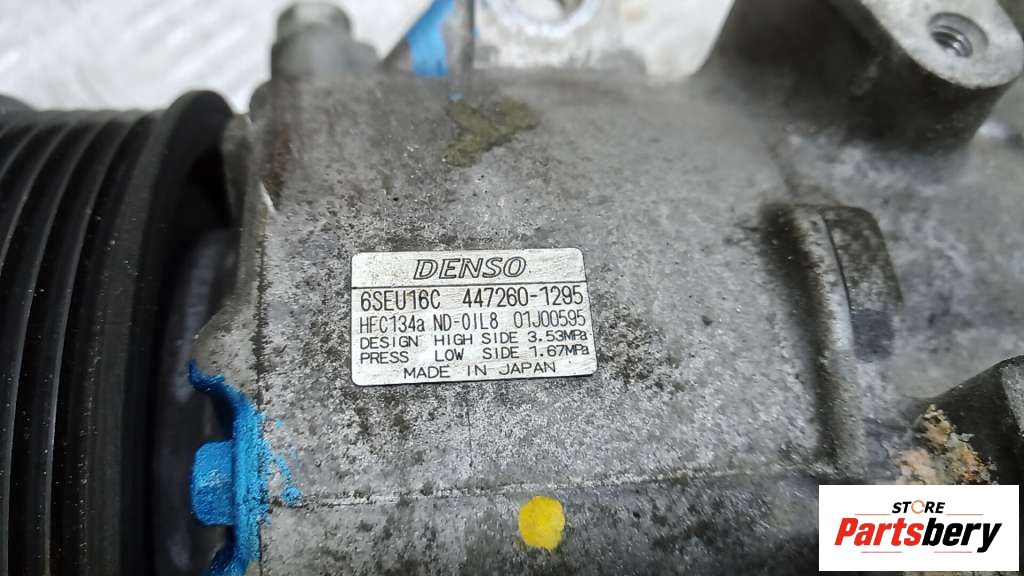 DENSO
6SEU16C 447260-1295
HFC134a ND-OIL8 01J00595
DESIGN HIGH SIDE 3.53MPa
PRESS LOW SIDE 1.67MPa
MADE IN JAPAN
STORE
Partsbery